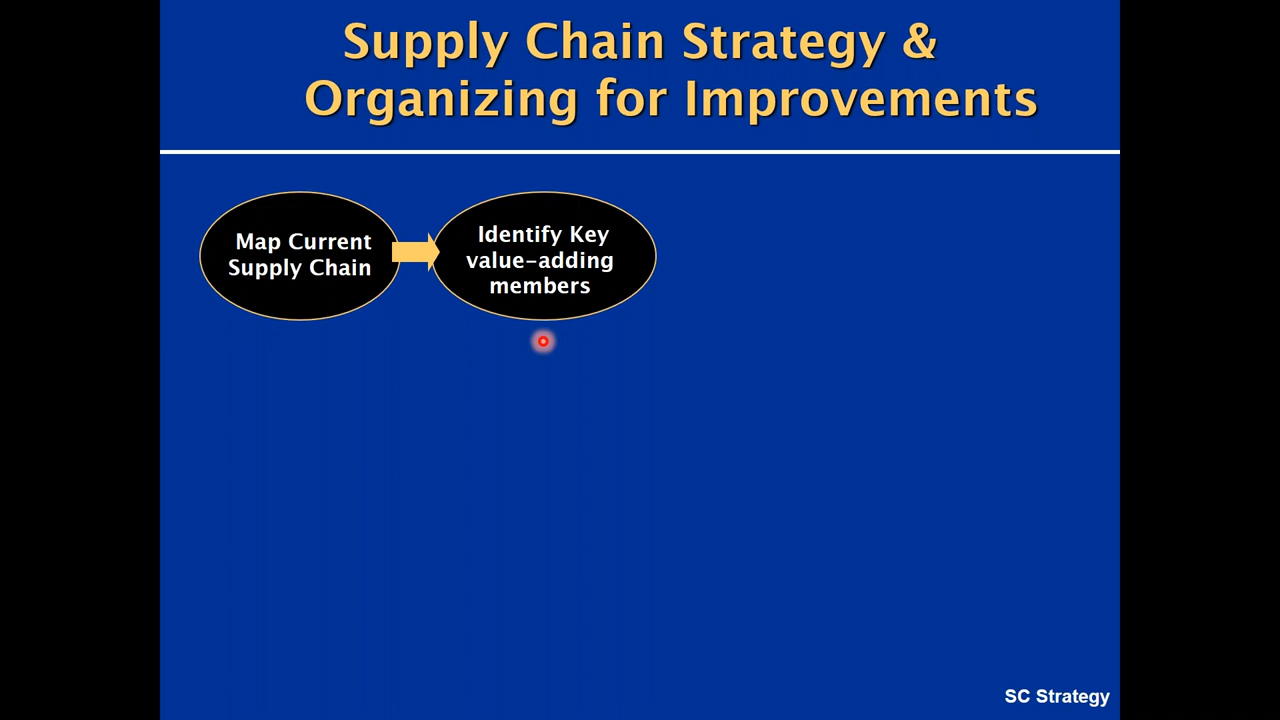 Supply Chain Strategy &
Organizing for Improvements
Map Current
Supply Chain
Identify Key
value-adding
members
SC Strategy